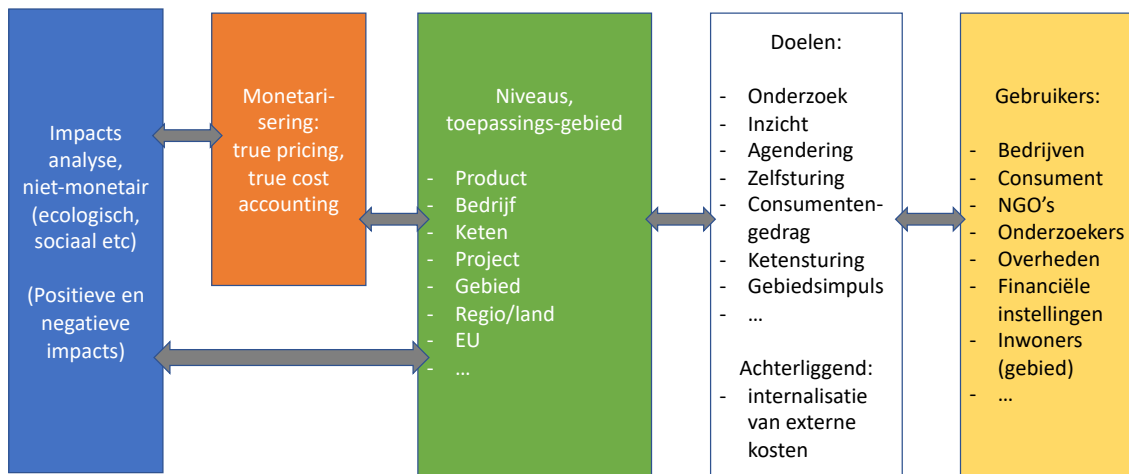 Impacts
analyse,
niet-monetair
(ecologisch,
sociaal etc)
(Positieve en
negatieve
impacts)
Monetari-
sering:
true pricing,
true cost
accounting
Niveaus,
toepassings-gebied
- Product
- Bedrijf
- Keten
- Project
- Gebied
- Regio/land
- EU
- …
Doelen:
- Onderzoek
- Inzicht
- Agendering
- Zelfsturing
- Consumenten-
gedrag
- Ketensturing
- Gebiedsimpuls
- …
Achterliggend:
- internalisatie
van externe
kosten
Gebruikers:
- Bedrijven
- Consument
- NGO’s
- Onderzoekers
- Overheden
- Financiële
instellingen
- Inwoners
(gebied)
- …